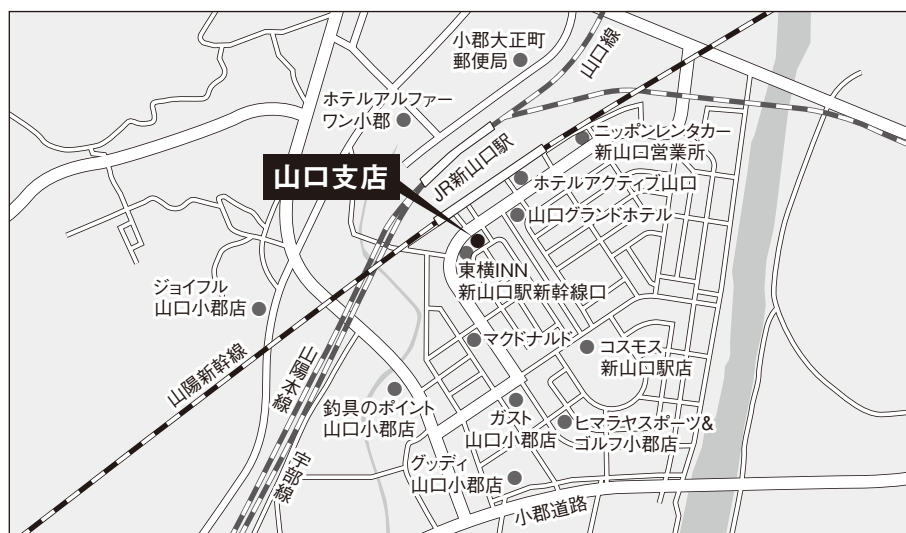 小郡大正町
郵便局
山口線
ホテルアルファー
ワン小郡
ニッポンレンタカー
新山口営業所
JR新山口駅
山口支店
ホテルアクティブ山口
山口グランドホテル
東横INN
新山口駅新幹線口
ジョイフル
山口小郡店
マクドナルド
コスモス
新山口駅店
山陽新幹線
山陽本線
釣具のポイント
山口小郡店
ガスト
山口小郡店
ヒマラヤスポーツ&
ゴルフ小郡店
宇部線
グッディ
山口小郡店
小郡道路